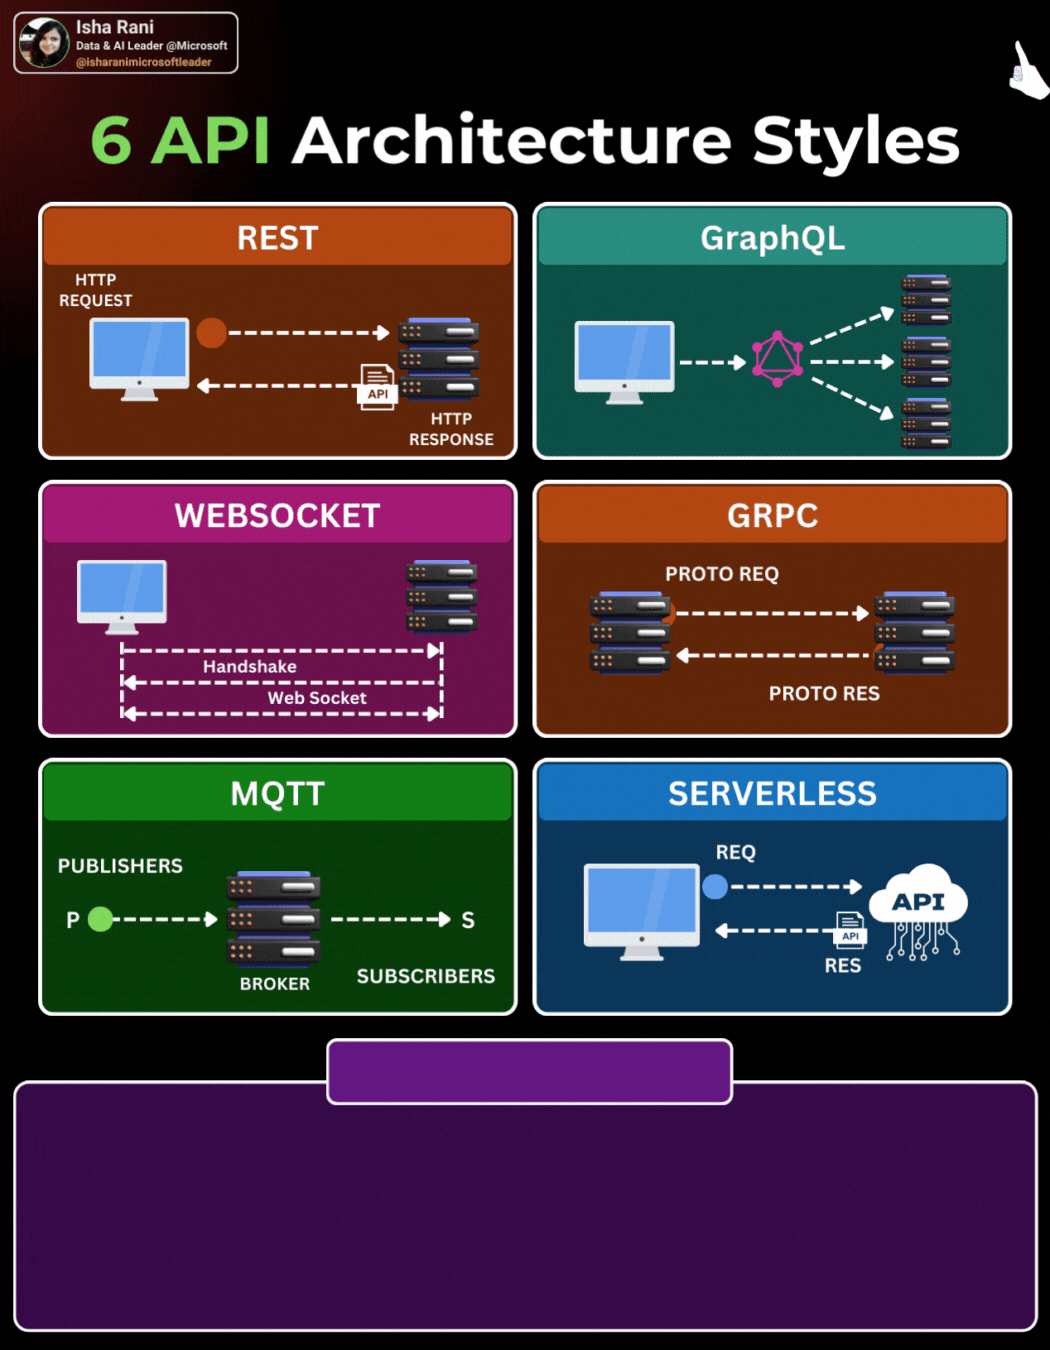 Isha Rani
Data & AI Leader @Microsoft
@isharanimicrosoftleader
6 API Architecture Styles
REST
HTTP
REQUEST
API
HTTP
RESPONSE
GraphQL
WEBSOCKET
Handshake
Web Socket
GRPC
PROTO REQ
PROTO RES
MQTT
PUBLISHERS
P
S
BROKER
SUBSCRIBERS
SERVERLESS
REQ
API
API
RES